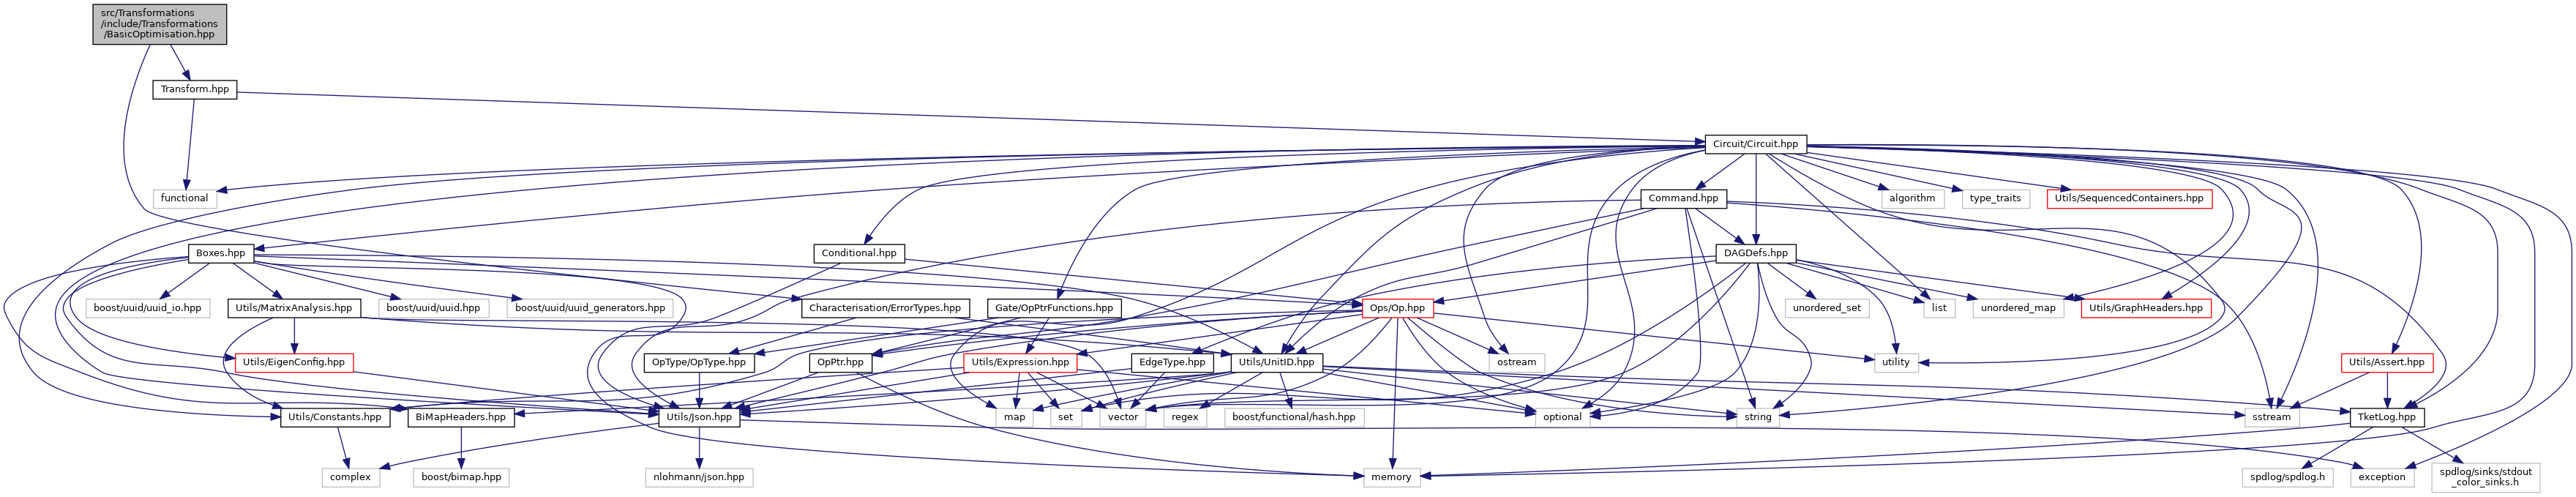 src/Transformations
/include/Transformations
/BasicOptimisation.hpp
Transform.hpp
Circuit/Circuit.hpp
functional
Command.hpp
algorithm
type_traits
Utils/SequencedContainers.hpp
Boxes.hpp
Conditional.hpp
DAGDefs.hpp
boost/uuid/uuid_io.hpp
Utils/MatrixAnalysis.hpp
boost/uuid/uuid.hpp
boost/uuid/uuid_generators.hpp
Characterisation/ErrorTypes.hpp
Gate/OpPtrFunctions.hpp
Ops/Op.hpp
unordered_set
list
unordered_map
Utils/GraphHeaders.hpp
Utils/EigenConfig.hpp
OpType/OpType.hpp
OpPtr.hpp
Utils/Expression.hpp
EdgeType.hpp
Utils/UnitID.hpp
ostream
utility
Utils/Assert.hpp
Utils/Constants.hpp
BiMapHeaders.hpp
Utils/Json.hpp
map
set
vector
regex
boost/functional/hash.hpp
optional
string
sstream
TketLog.hpp
complex
boost/bimap.hpp
nlohmann/json.hpp
memory
spdlog/spdlog.h
exception
spdlog/sinks/stdout
_color_sinks.h